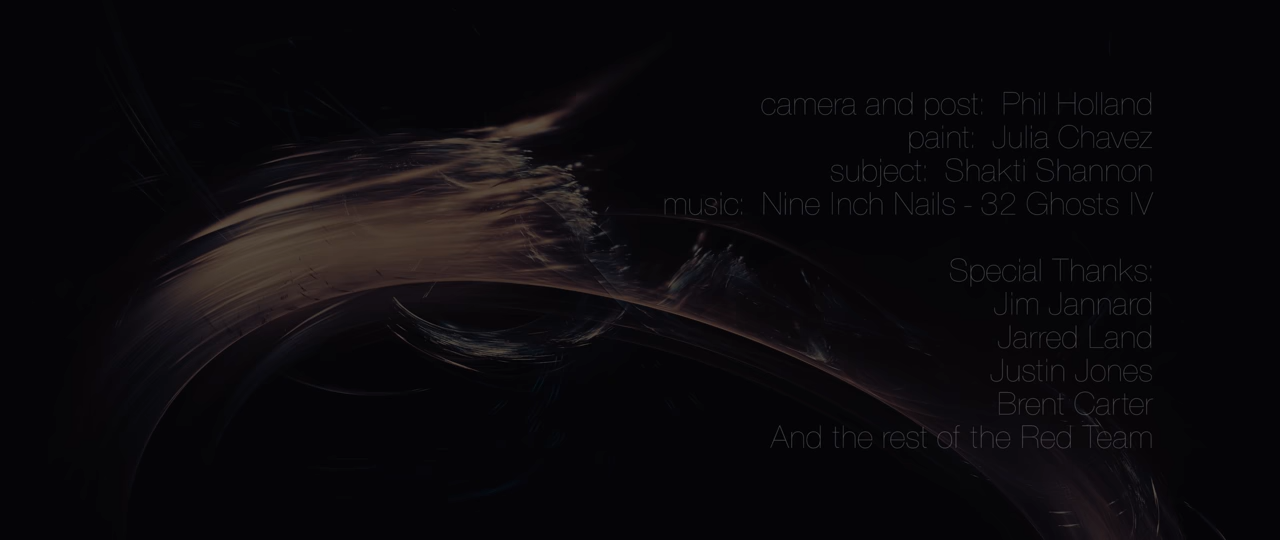 camera and post: Phil Holland
paint: Julia Chavez
subject: Shakti Shannon
music: Nine Inch Nails - 32 Ghosts IV
Special Thanks:
Jim Jannard
Jarred Land
Justin Jones
Brent Carter
And the rest of the Red Team